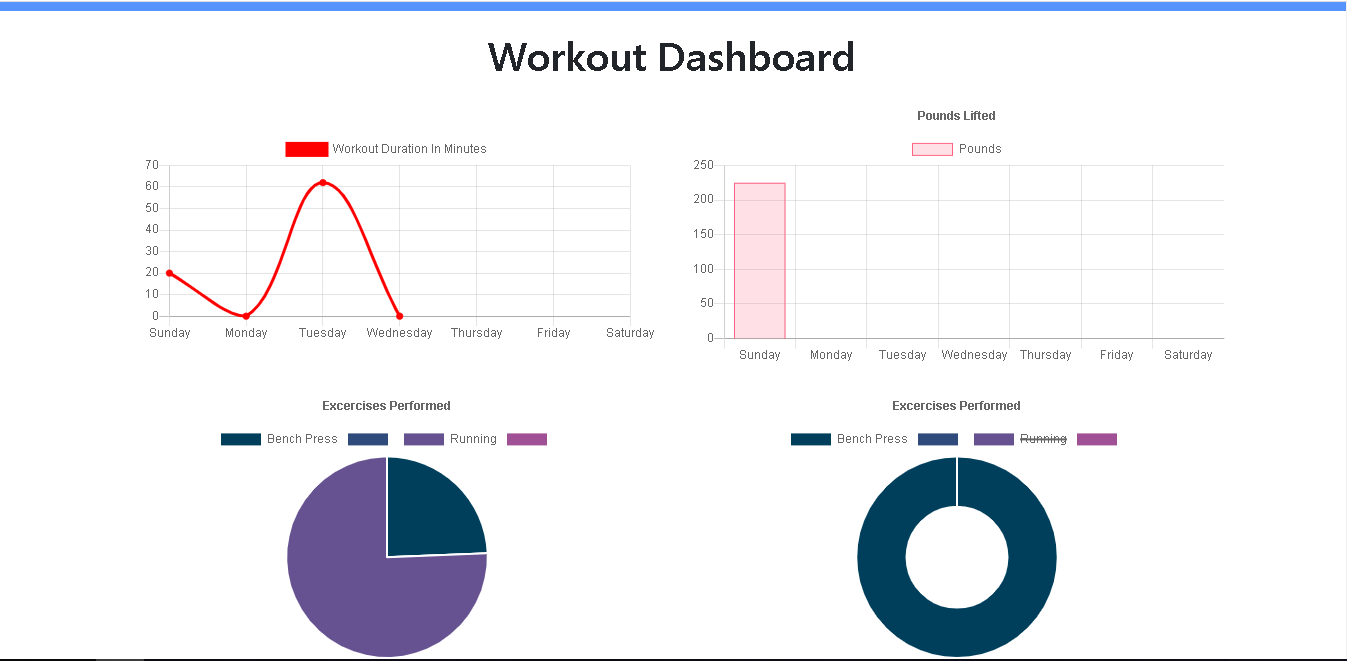 Workout Dashboard
Workout Duration In Minutes
70
60
50
40
30
20
10
0
Sunday Monday Tuesday Wednesday Thursday Friday Saturday
Pounds Lifted
Pounds
250
200
150
100
50
0
Sunday Monday Tuesday Wednesday Thursday Friday Saturday
Excercises Performed
Bench Press Running
Excercises Performed
Bench Press Running